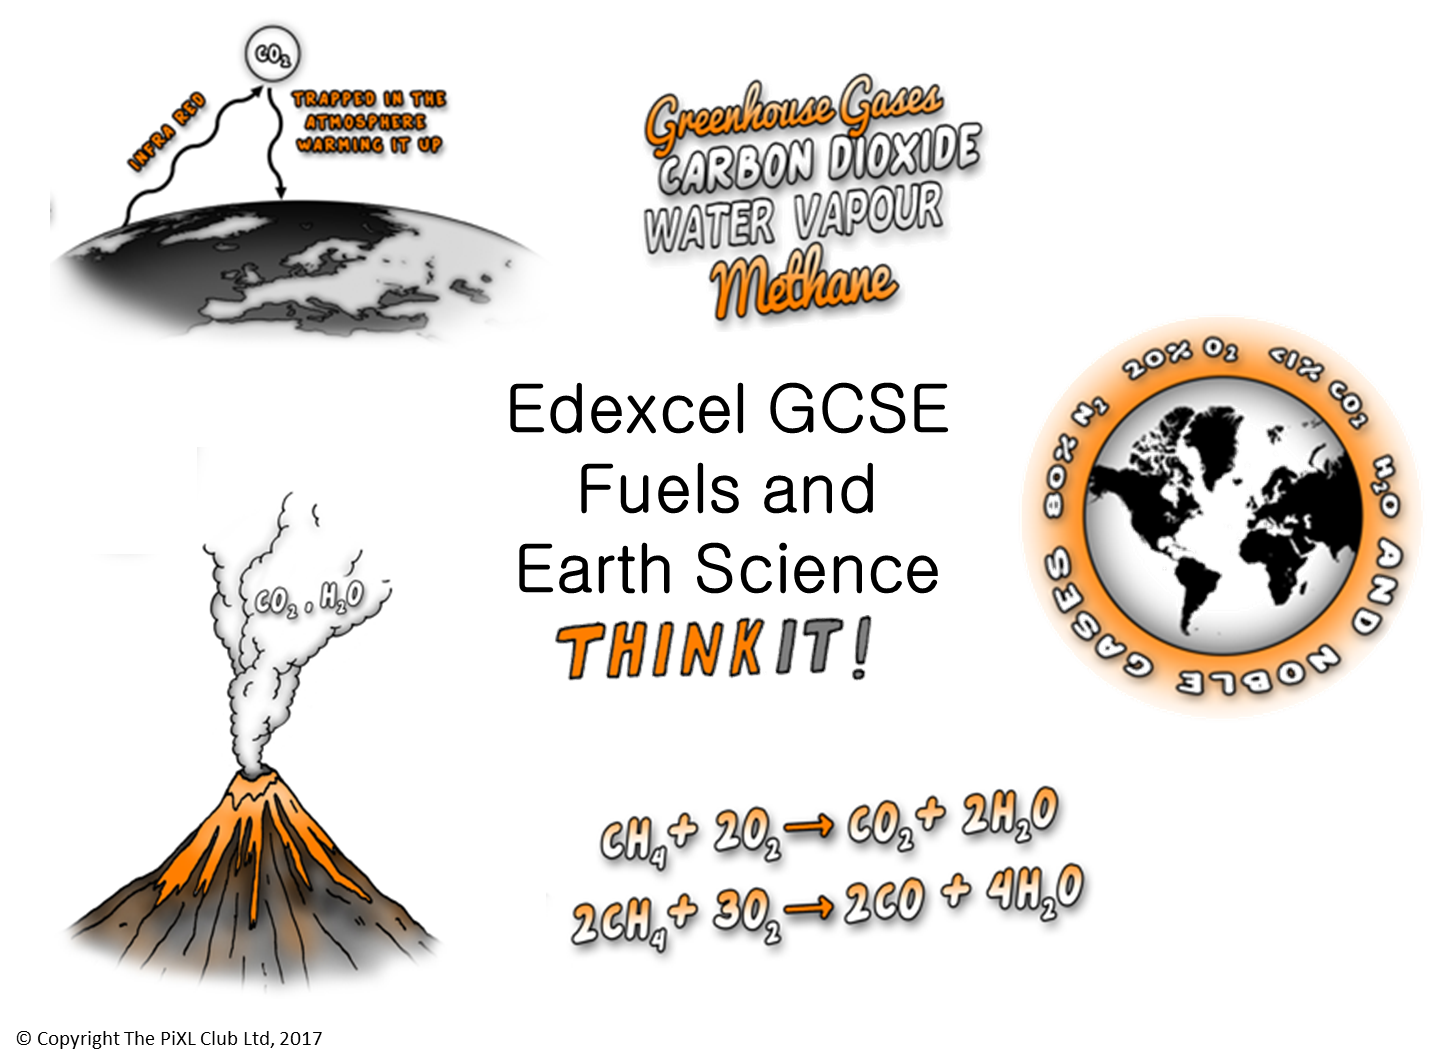 CO₂
INFRA RED
TRAPPED IN THE
ATMOSPHERE
WARMING IT UP
Greenhouse Gases
CARBON DIOXIDE
WATER VAPOUR
Methane
80% N₂ 20% O₂ <1% CO₂ H₂O AND NOBLE GASES
Edexcel GCSE
Fuels and
Earth Science
THINK IT!
CO₂, H₂O
CH₄ + 2O₂ → CO₂ + 2H₂O
2CH₄ + 3O₂ → 2CO + 4H₂O
© Copyright The PiXL Club Ltd, 2017